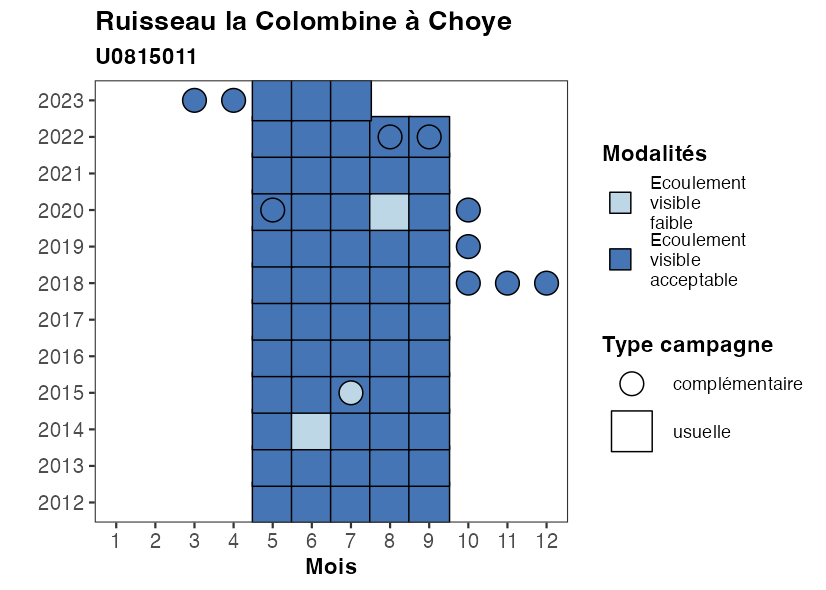 Ruisseau la Colombine à Choye
U0815011
2023
2022
2021
2020
2019
2018
2017
2016
2015
2014
2013
2012
1 2 3 4 5 6 7 8 9 10 11 12
Mois
Modalités
Ecoulement
visible
faible
Ecoulement
visible
acceptable
Type campagne
complémentaire
usuelle